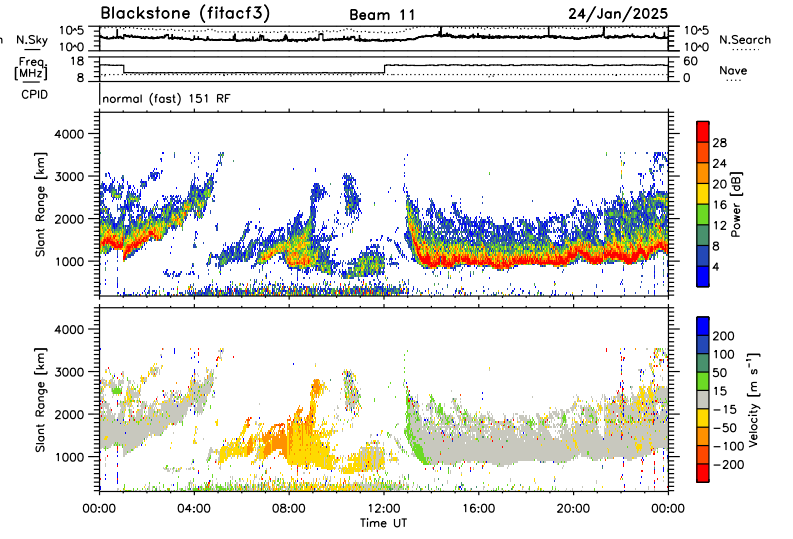 Blackstone (fitacf3) Beam 11 24/Jan/2025
N.Sky 10^5 10^0 10^5 10^0 N.Search
Freq. [MHz] 18 8 60 0 Nave
CPID normal (fast) 151 RF
Slant Range [km] 4000 3000 2000 1000
28 24 20 16 12 8 4 Power [dB]
Slant Range [km] 4000 3000 2000 1000
200 100 50 15 -15 -50 -100 -200 Velocity [m s⁻¹]
00:00 04:00 08:00 12:00 16:00 20:00 00:00
Time UT